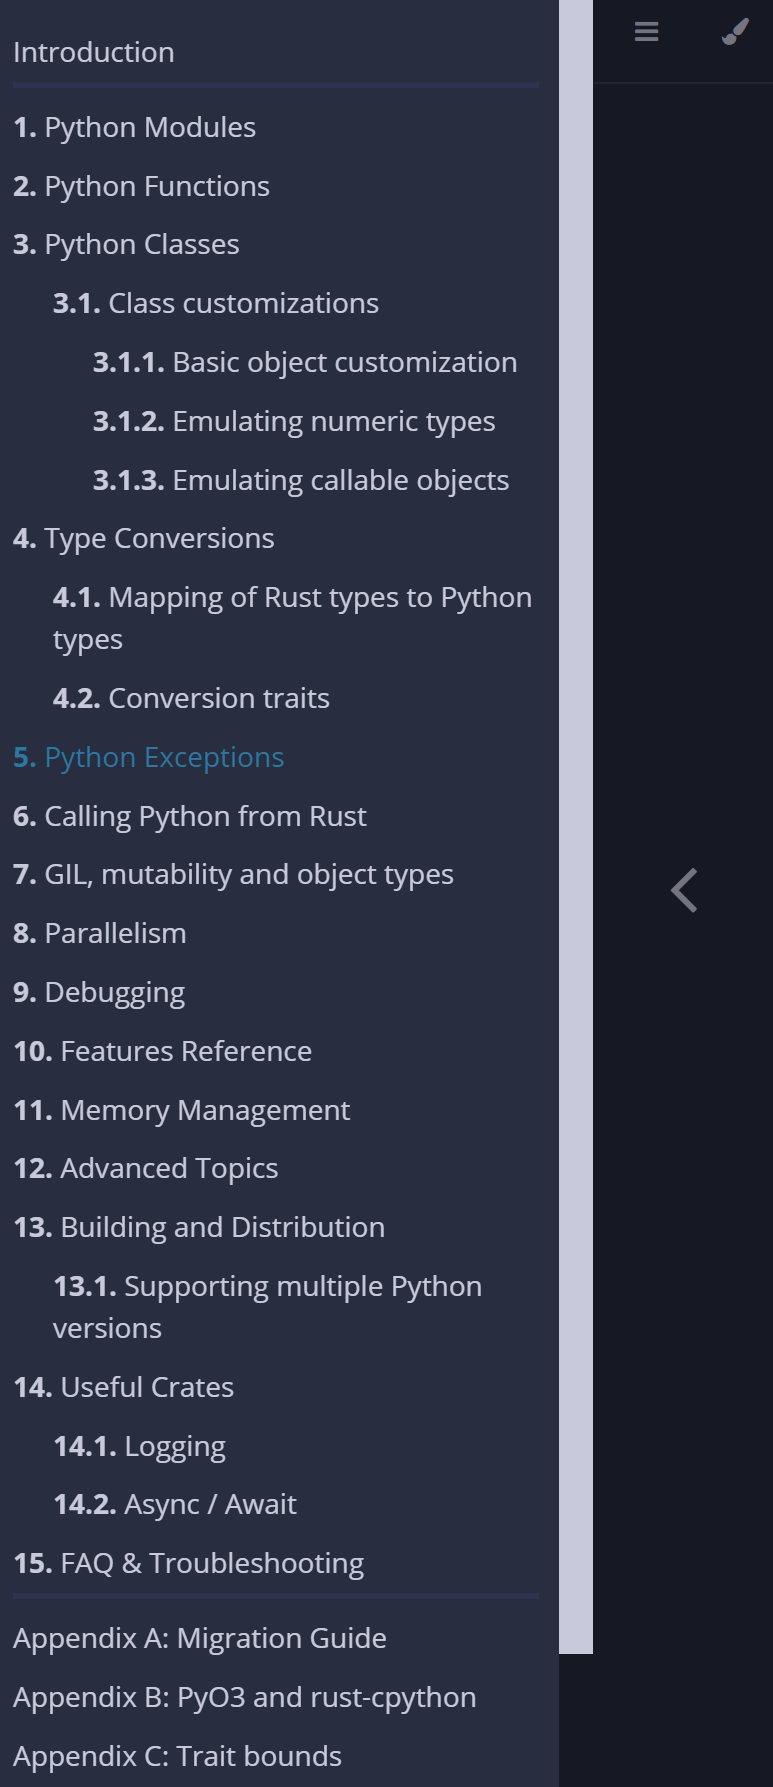 Introduction
1. Python Modules
2. Python Functions
3. Python Classes
3.1. Class customizations
3.1.1. Basic object customization
3.1.2. Emulating numeric types
3.1.3. Emulating callable objects
4. Type Conversions
4.1. Mapping of Rust types to Python
types
4.2. Conversion traits
5. Python Exceptions
6. Calling Python from Rust
7. GIL, mutability and object types
8. Parallelism
9. Debugging
10. Features Reference
11. Memory Management
12. Advanced Topics
13. Building and Distribution
13.1. Supporting multiple Python
versions
14. Useful Crates
14.1. Logging
14.2. Async / Await
15. FAQ & Troubleshooting
Appendix A: Migration Guide
Appendix B: PyO3 and rust-cpython
Appendix C: Trait bounds